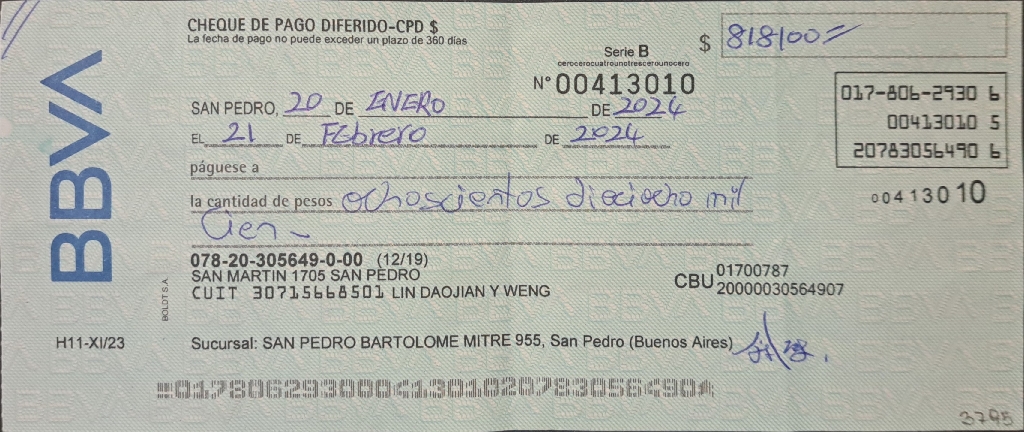 BBVA
CHEQUE DE PAGO DIFERIDO-CPD $
La fecha de pago no puede exceder un plazo de 360 días
Serie B
cerocerocuatrounotrescerounocero
N° 00413010
$ 818100=
SAN PEDRO, 20 DE ENERO DE 2024
EL 21 DE Febrero DE 2024
017-806-2930 6
00413010 5
20783056490 6
00413010
páguese a
la cantidad de pesos ochoscientos dieciocho mil
Cien-
078-20-305649-0-00 (12/19)
SAN MARTIN 1705 SAN PEDRO
CUIT 30715668501 LIN DAOJIAN Y WENG
CBU 01700787
20000030564907
BOLDT S.A.
H11-XI/23
Sucursal: SAN PEDRO BARTOLOME MITRE 955, San Pedro (Buenos Aires)
017806293000413010207830564904
3795